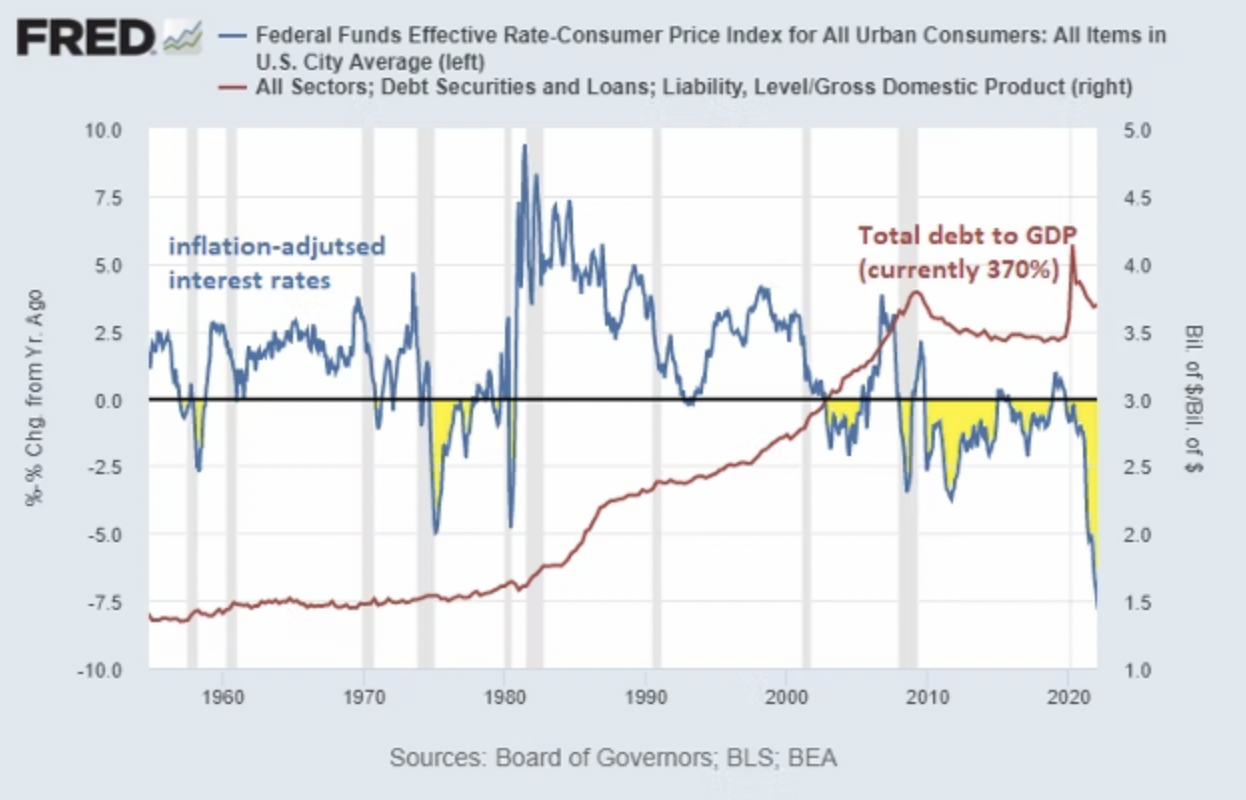 FRED
Federal Funds Effective Rate-Consumer Price Index for All Urban Consumers: All Items in
U.S. City Average (left)
All Sectors; Debt Securities and Loans; Liability, Level/Gross Domestic Product (right)
10.0
7.5
5.0
2.5
0.0
-2.5
-5.0
-7.5
-10.0
%-% Chg. from Yr. Ago
inflation-adjutsed
interest rates
Total debt to GDP
(currently 370%)
5.0
4.5
4.0
3.5
3.0
2.5
2.0
1.5
1.0
Bil. of $/Bil. of $
1960
1970
1980
1990
2000
2010
2020
Sources: Board of Governors; BLS; BEA